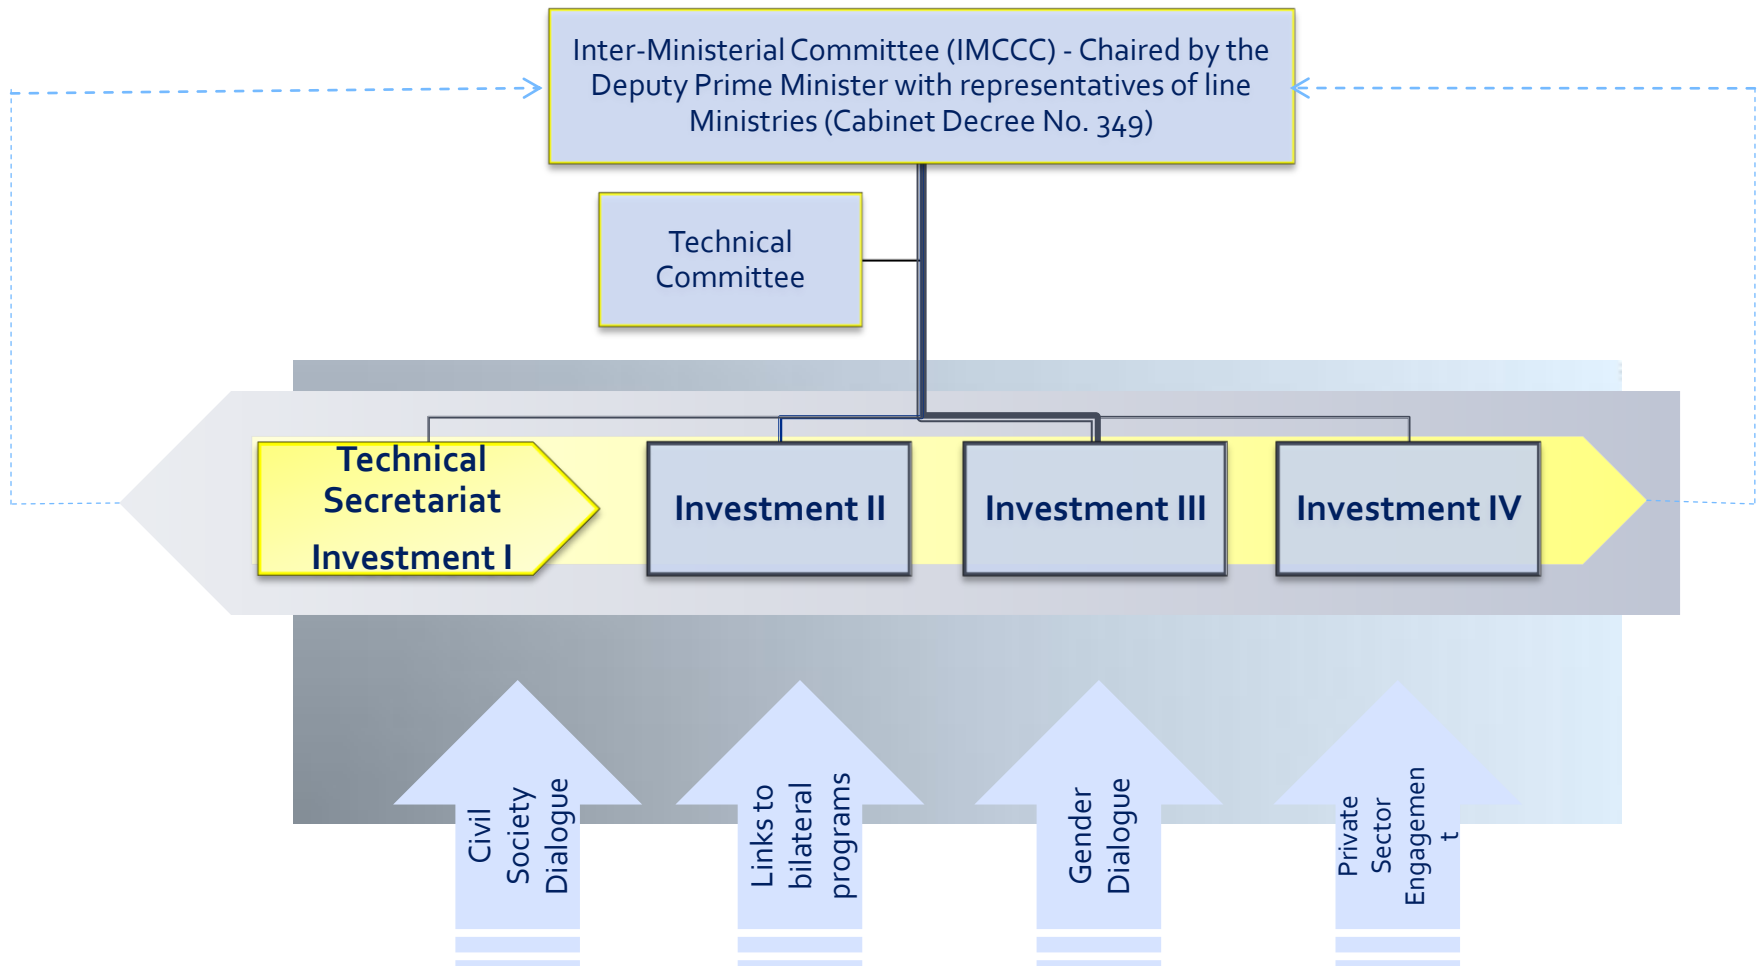 Inter-Ministerial Committee (IMCCC) - Chaired by the
Deputy Prime Minister with representatives of line
Ministries (Cabinet Decree No. 349)
Technical
Committee
Technical
Secretariat
Investment I
Investment II
Investment III
Investment IV
Civil
Society
Dialogue
Links to
bilateral
programs
Gender
Dialogue
Private
Sector
Engagemen
t